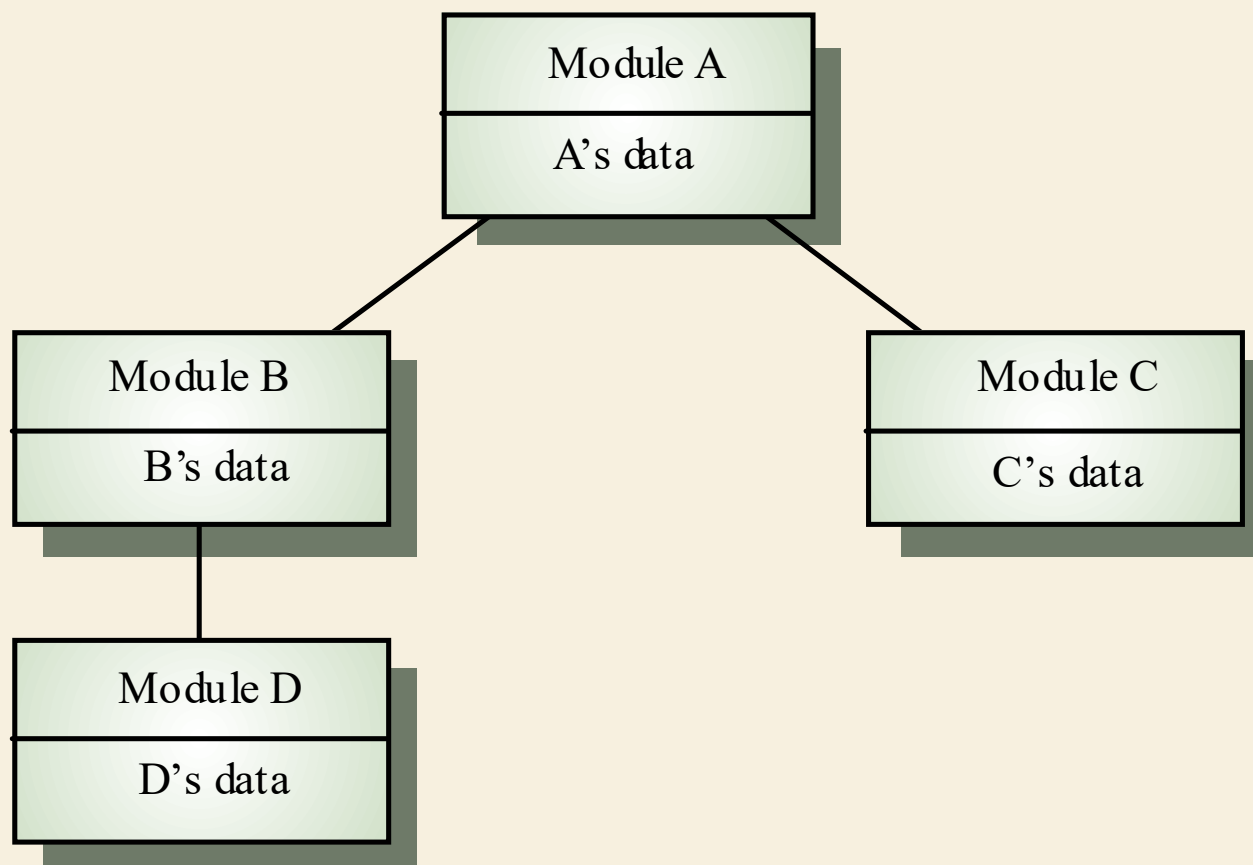 Module A
A’s data
Module B
Module C
B’s data
C’s data
Module D
D’s data